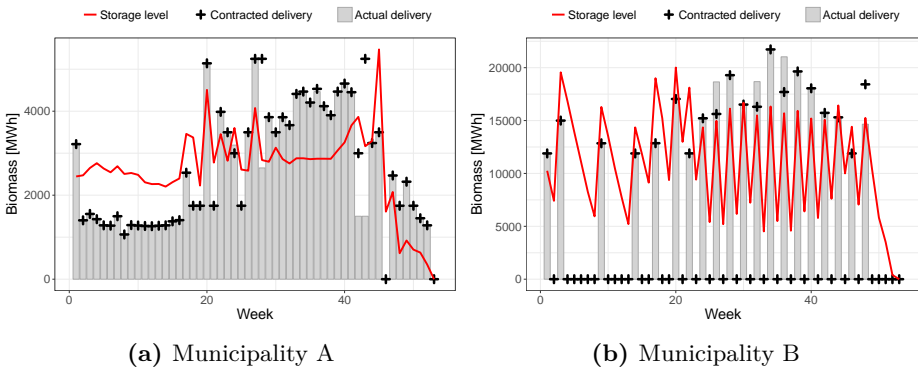 Storage level Contracted delivery Actual delivery
Biomass [MWh]
4000
2000
0
0 20 40
Week
(a) Municipality A
Storage level Contracted delivery Actual delivery
Biomass [MWh]
20000
15000
10000
5000
0
0 20 40
Week
(b) Municipality B